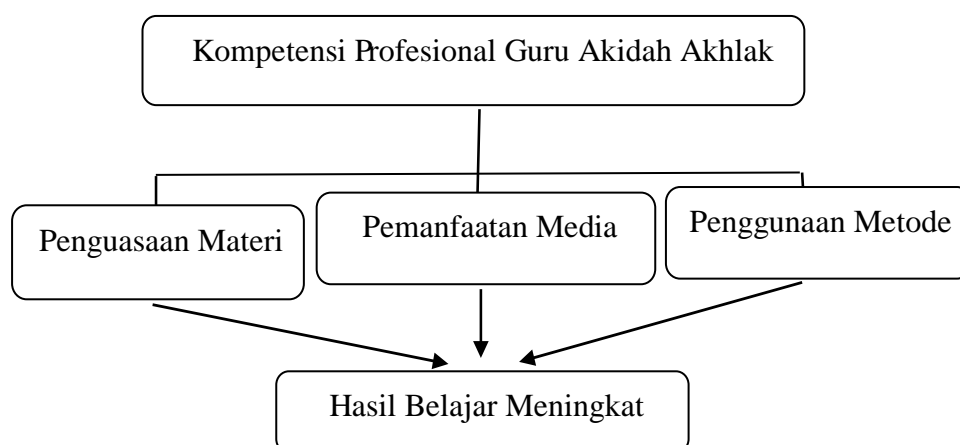 Kompetensi Profesional Guru Akidah Akhlak
Penguasaan Materi
Pemanfaatan Media
Penggunaan Metode
Hasil Belajar Meningkat